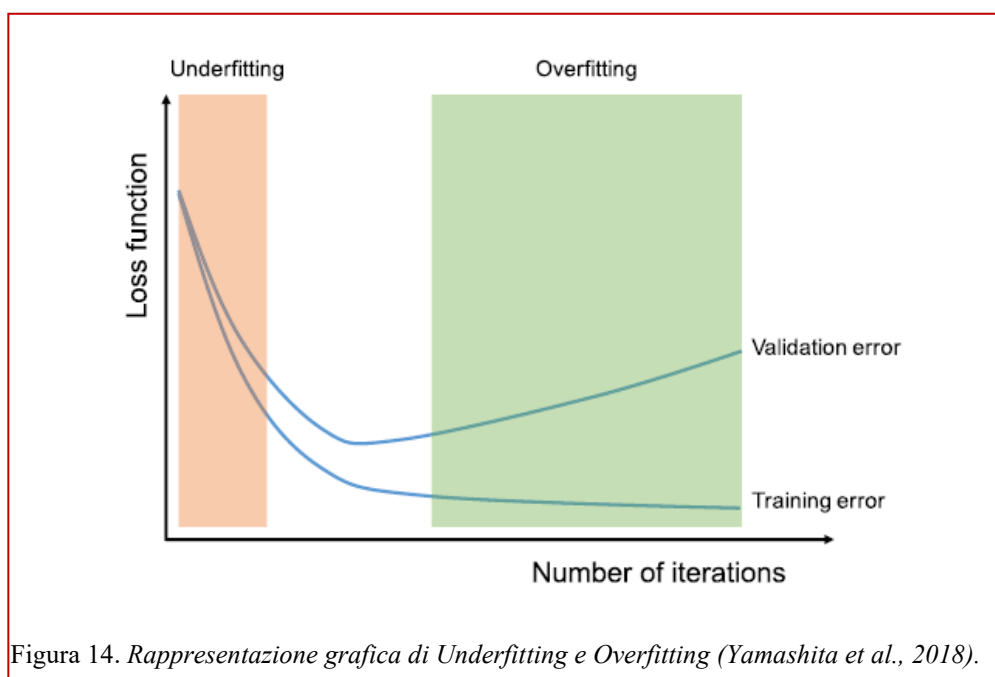 Underfitting
Overfitting
Loss function
Validation error
Training error
Number of iterations
Figura 14. Rappresentazione grafica di Underfitting e Overfitting (Yamashita et al., 2018).